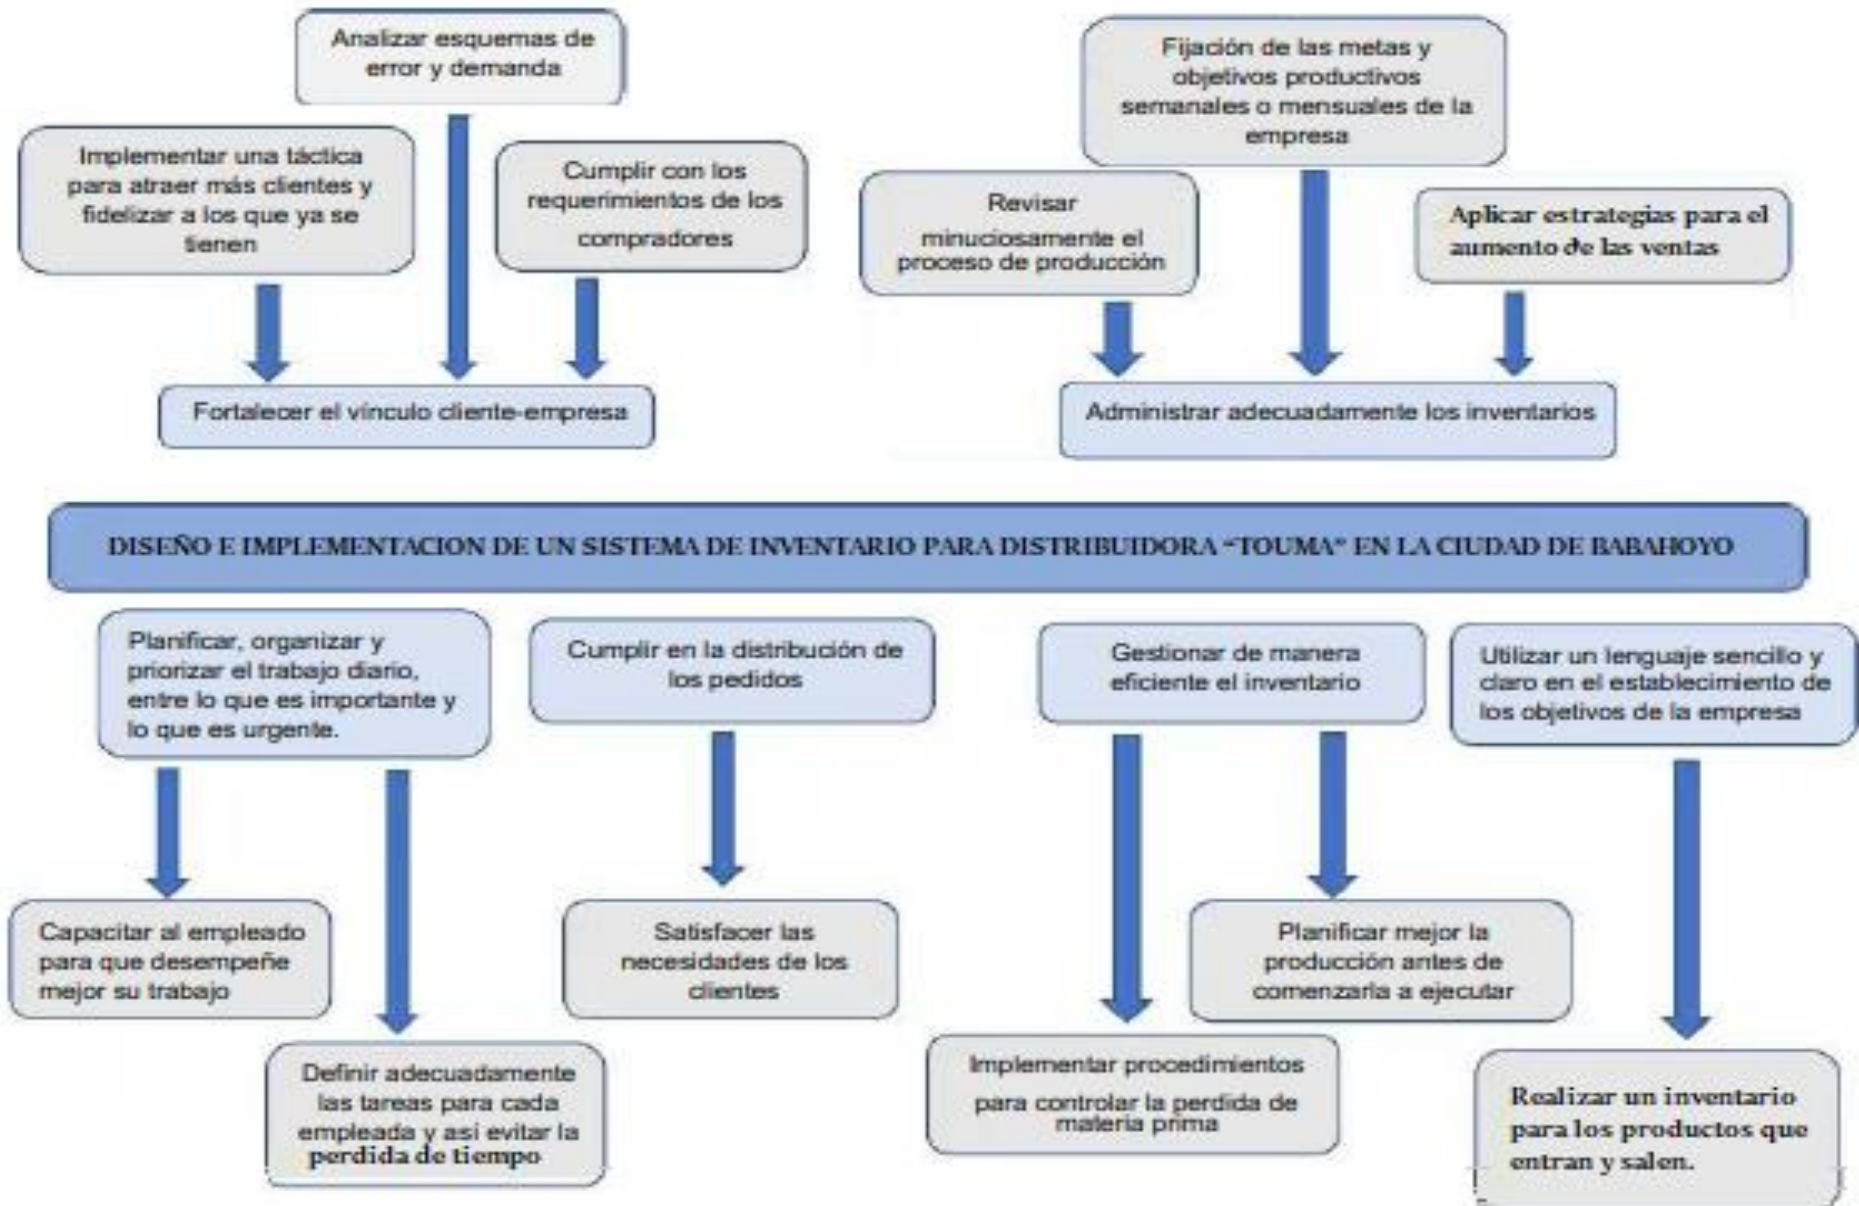 Analizar esquemas de
error y demanda
Fijación de las metas y
objetivos productivos
semanales o mensuales de la
empresa
Implementar una táctica
para atraer más clientes y
fidelizar a los que ya se
tienen
Cumplir con los
requerimientos de los
compradores
Revisar
minuciosamente el
proceso de producción
Aplicar estrategias para el
aumento de las ventas
Fortalecer el vínculo cliente-empresa
Administrar adecuadamente los inventarios
DISEÑO E IMPLEMENTACION DE UN SISTEMA DE INVENTARIO PARA DISTRIBUIDORA “TOUMA” EN LA CIUDAD DE BABAHOYO
Planificar, organizar y
priorizar el trabajo diario,
entre lo que es importante y
lo que es urgente.
Cumplir en la distribución de
los pedidos
Gestionar de manera
eficiente el inventario
Utilizar un lenguaje sencillo y
claro en el establecimiento de
los objetivos de la empresa
Capacitar al empleado
para que desempeñe
mejor su trabajo
Satisfacer las
necesidades de los
clientes
Planificar mejor la
producción antes de
comenzarla a ejecutar
Definir adecuadamente
las tareas para cada
empleada y asi evitar la
perdida de tiempo
Implementar procedimientos
para controlar la perdida de
materia prima
Realizar un inventario
para los productos que
entran y salen.